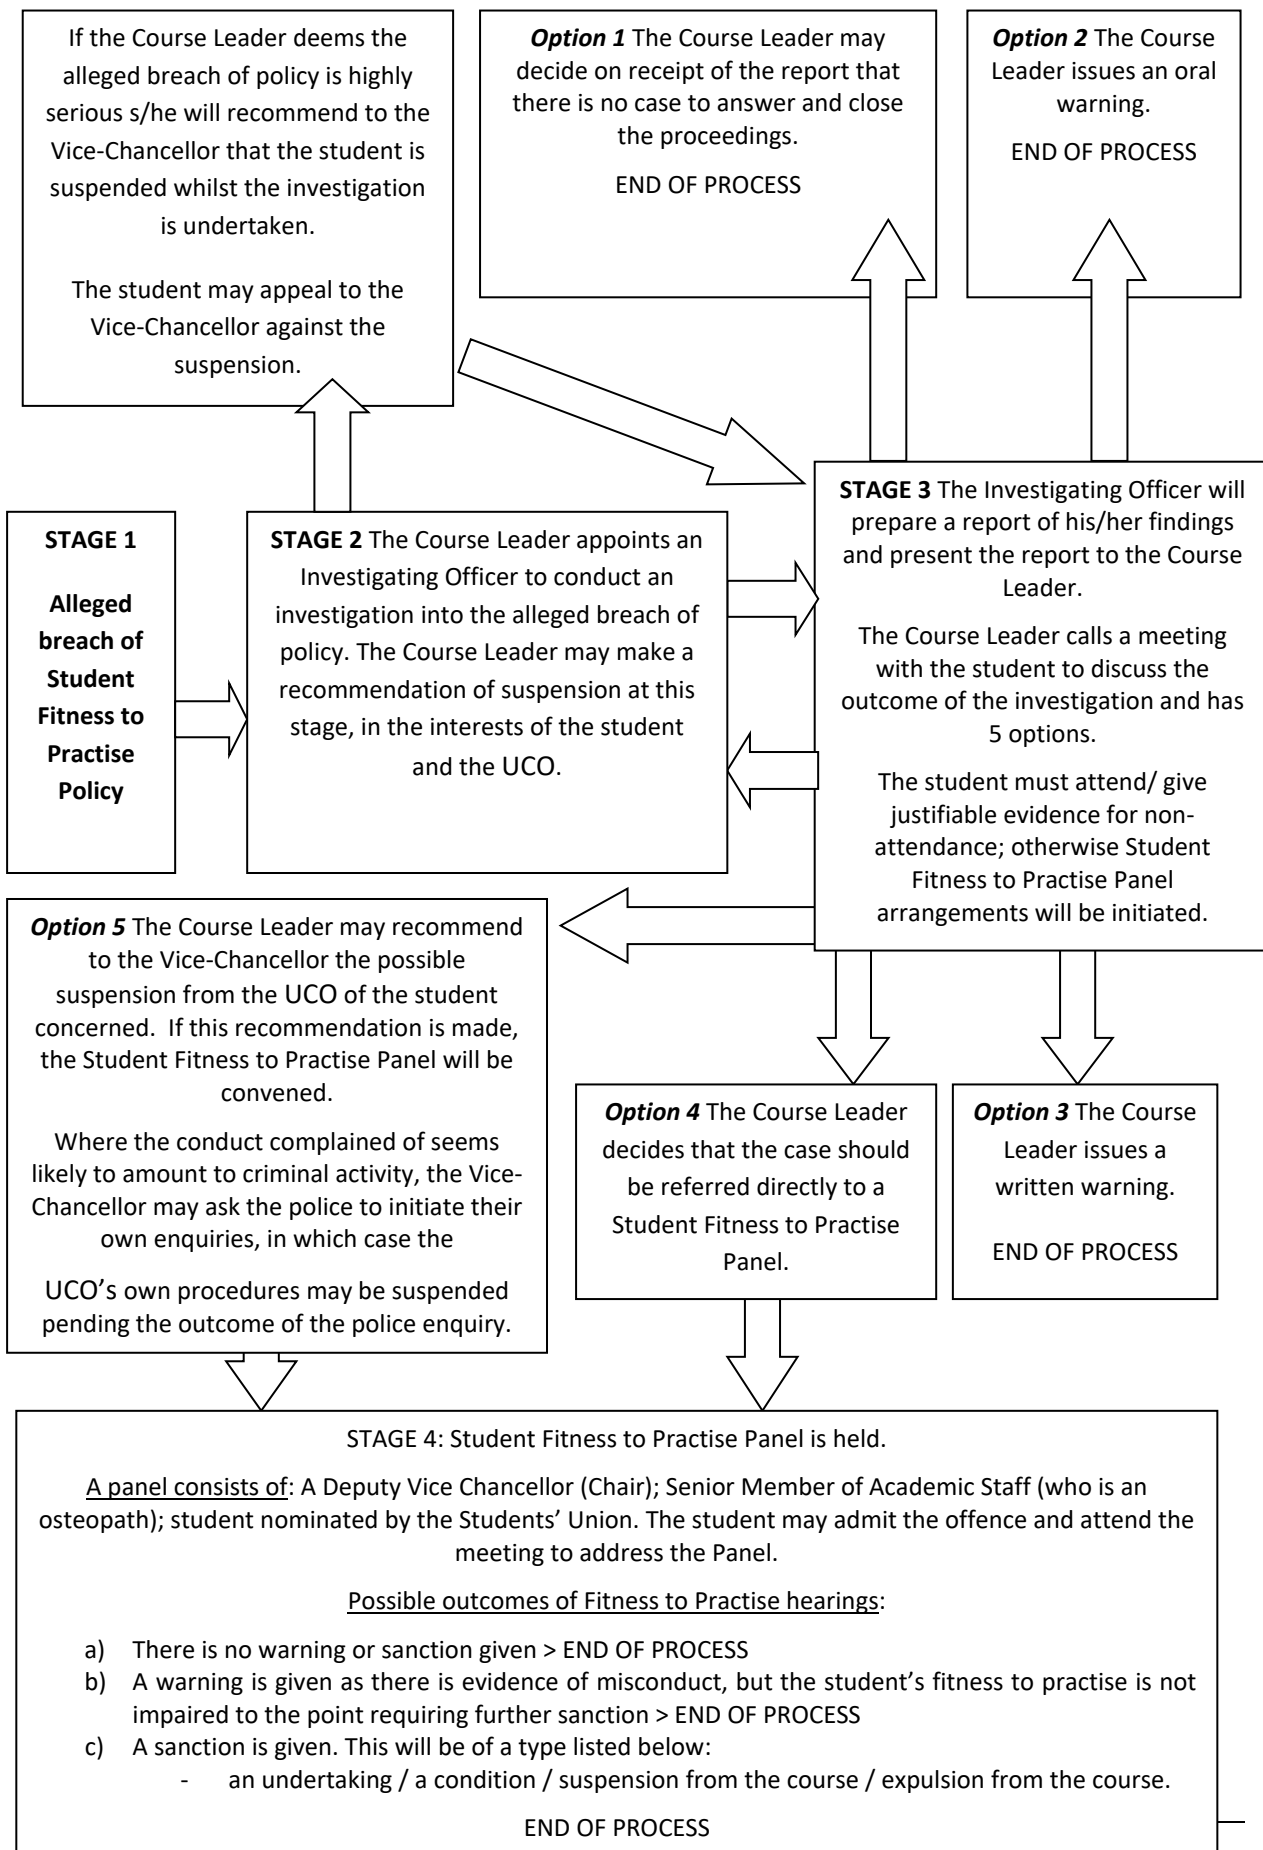 If the Course Leader deems the
alleged breach of policy is highly
serious s/he will recommend to the
Vice-Chancellor that the student is
suspended whilst the investigation
is undertaken.
The student may appeal to the
Vice-Chancellor against the
suspension.
Option 1 The Course Leader may
decide on receipt of the report that
there is no case to answer and close
the proceedings.
END OF PROCESS
Option 2 The Course
Leader issues an oral
warning.
END OF PROCESS
STAGE 1
Alleged
breach of
Student
Fitness to
Practise
Policy
STAGE 2 The Course Leader appoints an
Investigating Officer to conduct an
investigation into the alleged breach of
policy. The Course Leader may make a
recommendation of suspension at this
stage, in the interests of the student
and the UCO.
STAGE 3 The Investigating Officer will
prepare a report of his/her findings
and present the report to the Course
Leader.
The Course Leader calls a meeting
with the student to discuss the
outcome of the investigation and has
5 options.
The student must attend/ give
justifiable evidence for non-
attendance; otherwise Student
Fitness to Practise Panel
arrangements will be initiated.
Option 5 The Course Leader may recommend
to the Vice-Chancellor the possible
suspension from the UCO of the student
concerned.  If this recommendation is made,
the Student Fitness to Practise Panel will be
convened.
Where the conduct complained of seems
likely to amount to criminal activity, the Vice-
Chancellor may ask the police to initiate their
own enquiries, in which case the
UCO's own procedures may be suspended
pending the outcome of the police enquiry.
Option 4 The Course Leader
decides that the case should
be referred directly to a
Student Fitness to Practise
Panel.
Option 3 The Course
Leader issues a
written warning.
END OF PROCESS
STAGE 4: Student Fitness to Practise Panel is held.
A panel consists of: A Deputy Vice Chancellor (Chair); Senior Member of Academic Staff (who is an
osteopath); student nominated by the Students' Union. The student may admit the offence and attend the
meeting to address the Panel.
Possible outcomes of Fitness to Practise hearings:
a) There is no warning or sanction given > END OF PROCESS
b) A warning is given as there is evidence of misconduct, but the student's fitness to practise is not
impaired to the point requiring further sanction > END OF PROCESS
c) A sanction is given. This will be of a type listed below:
- an undertaking / a condition / suspension from the course / expulsion from the course.
END OF PROCESS